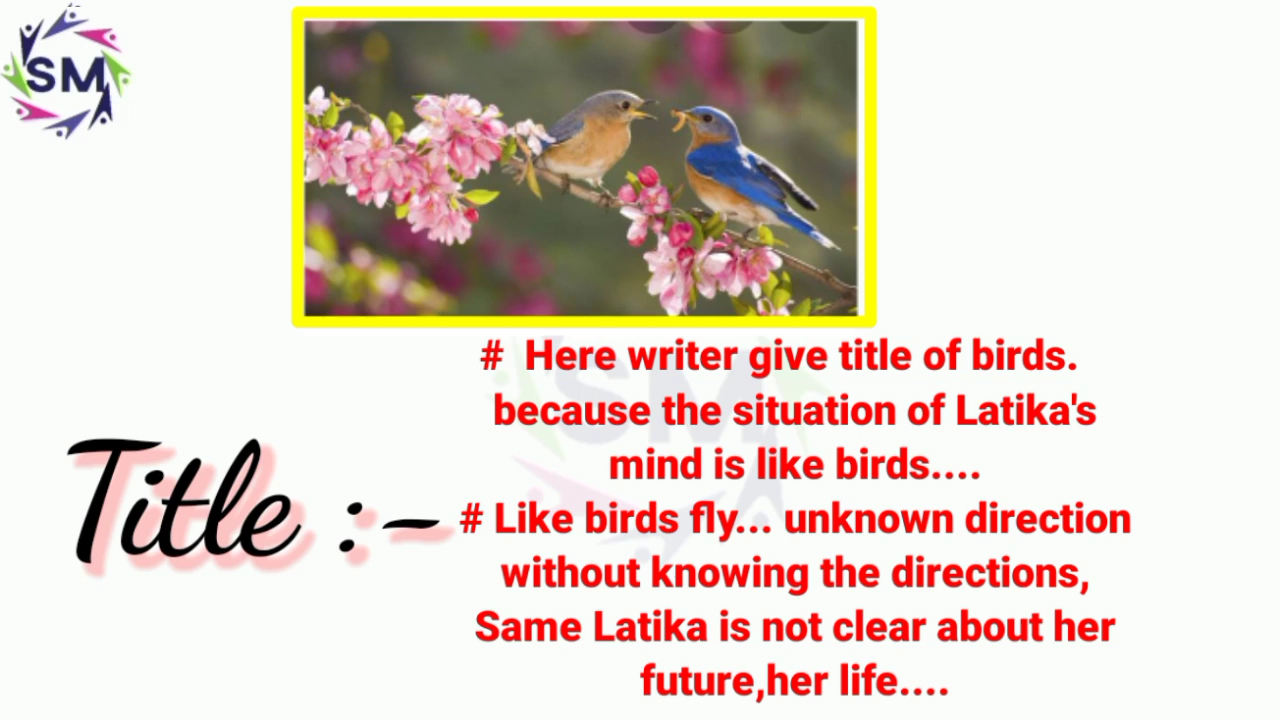 SM
# Here writer give title of birds.
because the situation of Latika's
mind is like birds....
Title :-
# Like birds fly... unknown direction
without knowing the directions,
Same Latika is not clear about her
future,her life....
SM